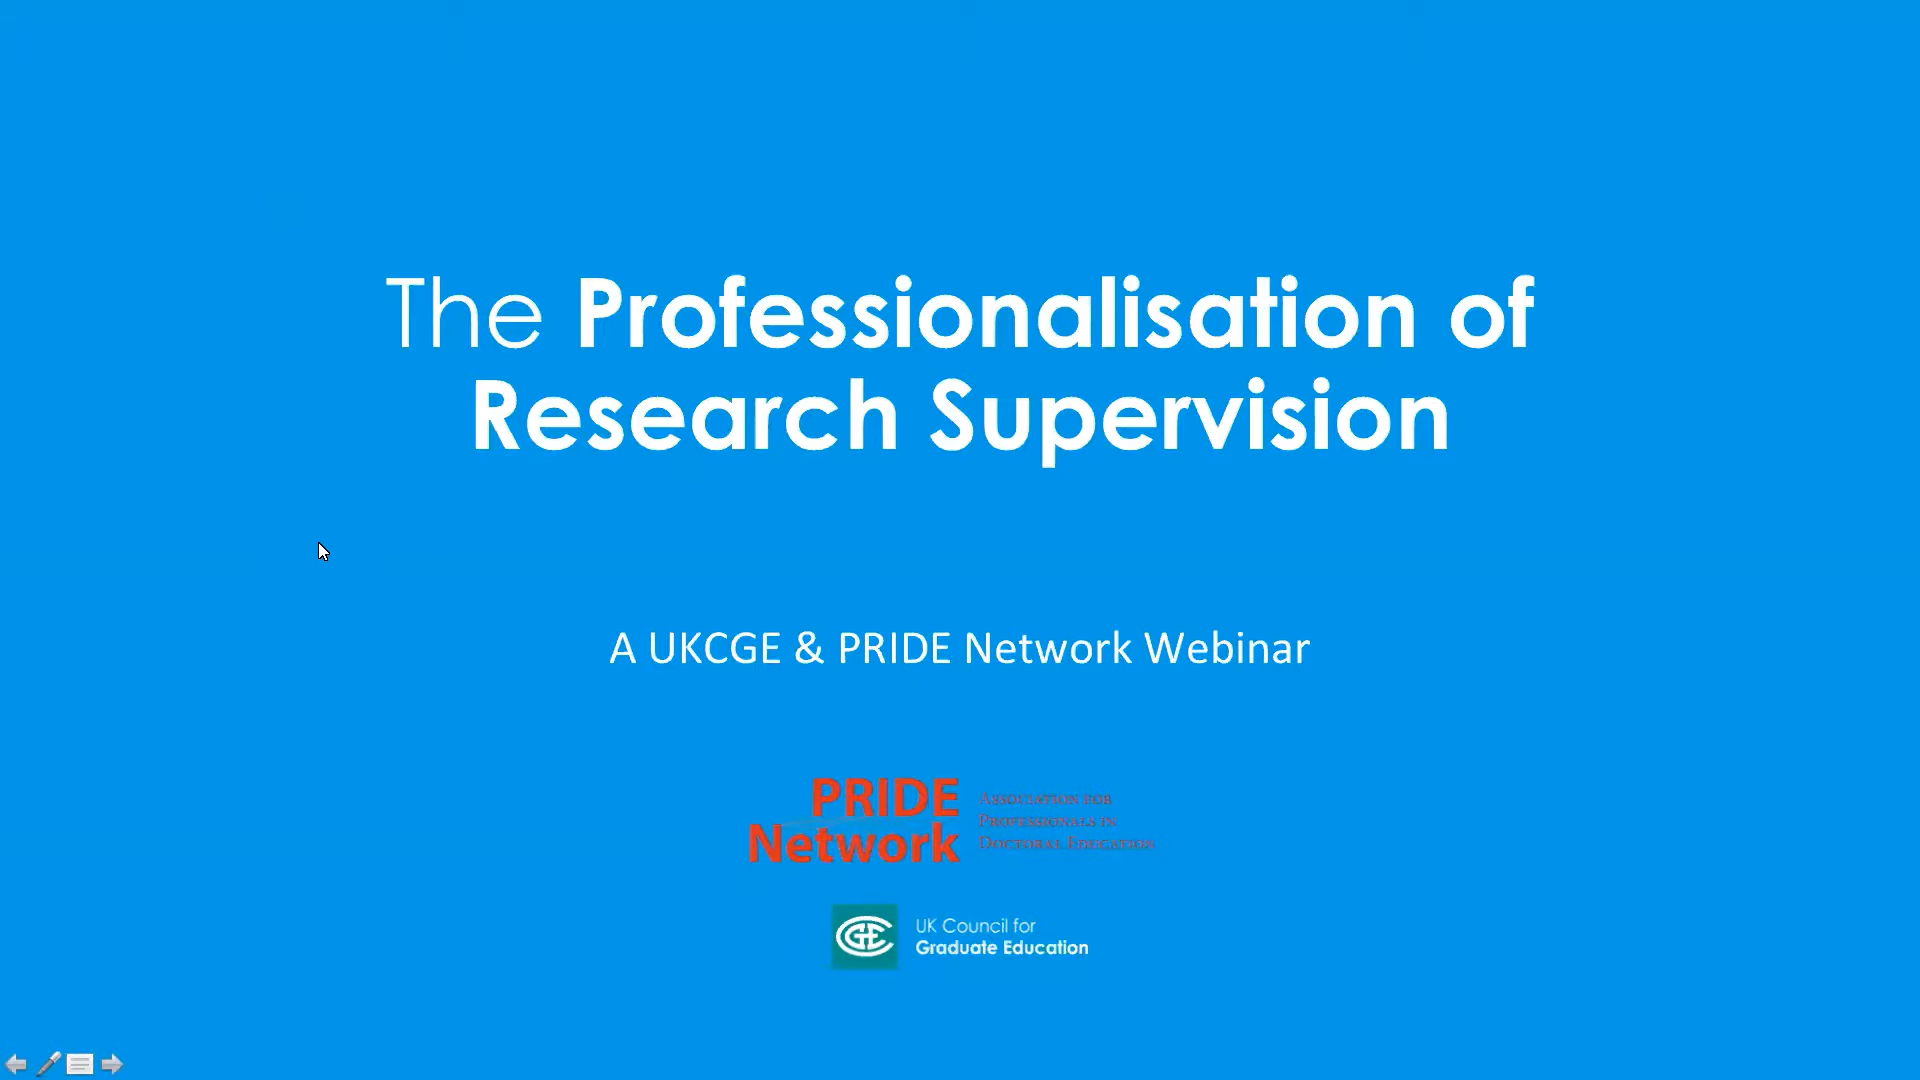 The Professionalisation of
Research Supervision
A UKCGE & PRIDE Network Webinar
PRIDE
Network
Association for
Professionals in
Doctoral Education
UK Council for
Graduate Education